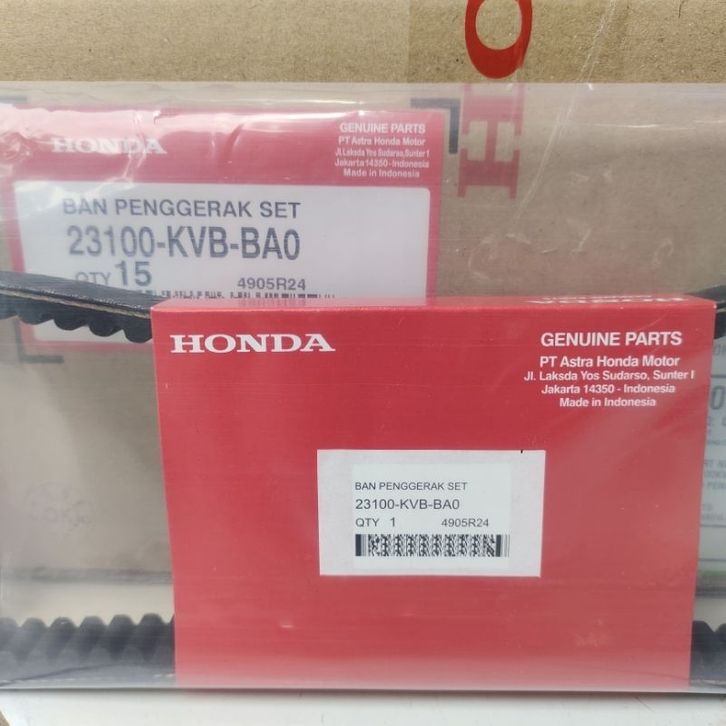 HONDA
GENUINE PARTS
PT Astra Honda Motor
Jl. Laksda Yos Sudarso, Sunter 1
Jakarta 14350 - Indonesia
Made in Indonesia
BAN PENGGERAK SET
23100-KVB-BA0
QTY 15 4905R24
HONDA
GENUINE PARTS
PT Astra Honda Motor
Jl. Laksda Yos Sudarso, Sunter I
Jakarta 14350 - Indonesia
Made in Indonesia
BAN PENGGERAK SET
23100-KVB-BA0
QTY 1 4905R24